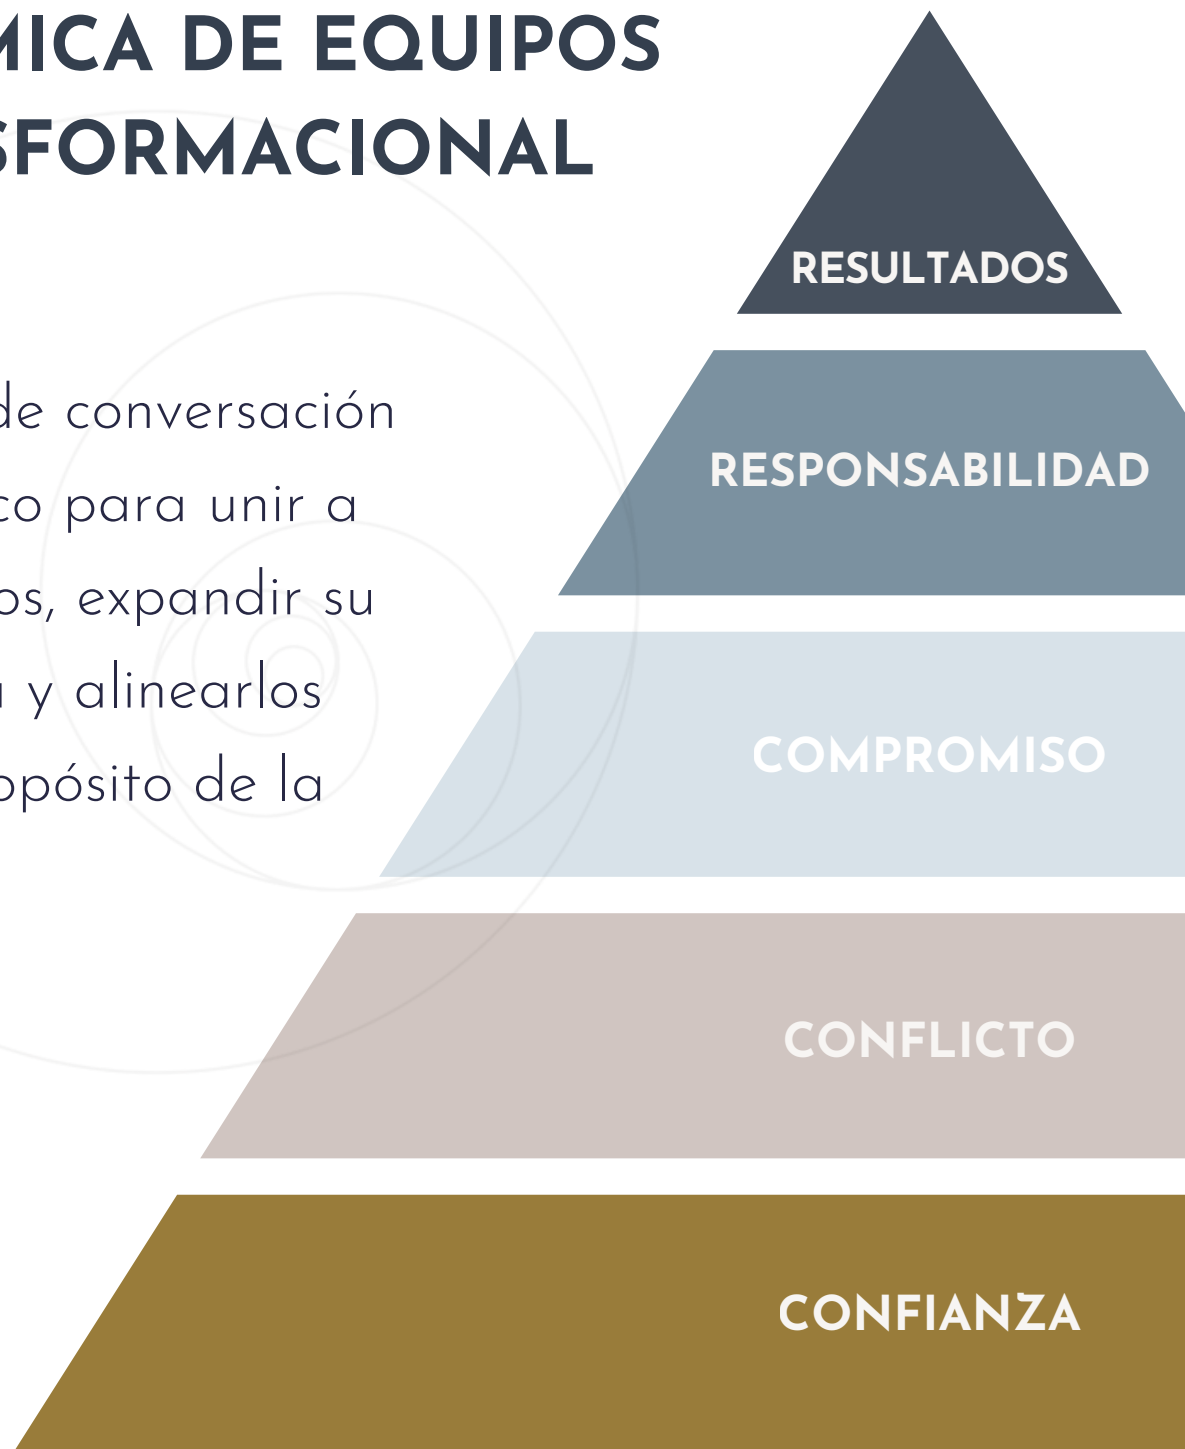 MICA DE EQUIPOS
SFORMACIONAL
de conversación
co para unir a
os, expandir su
a y alinearlos
opósito de la
RESULTADOS
RESPONSABILIDAD
COMPROMISO
CONFLICTO
CONFIANZA